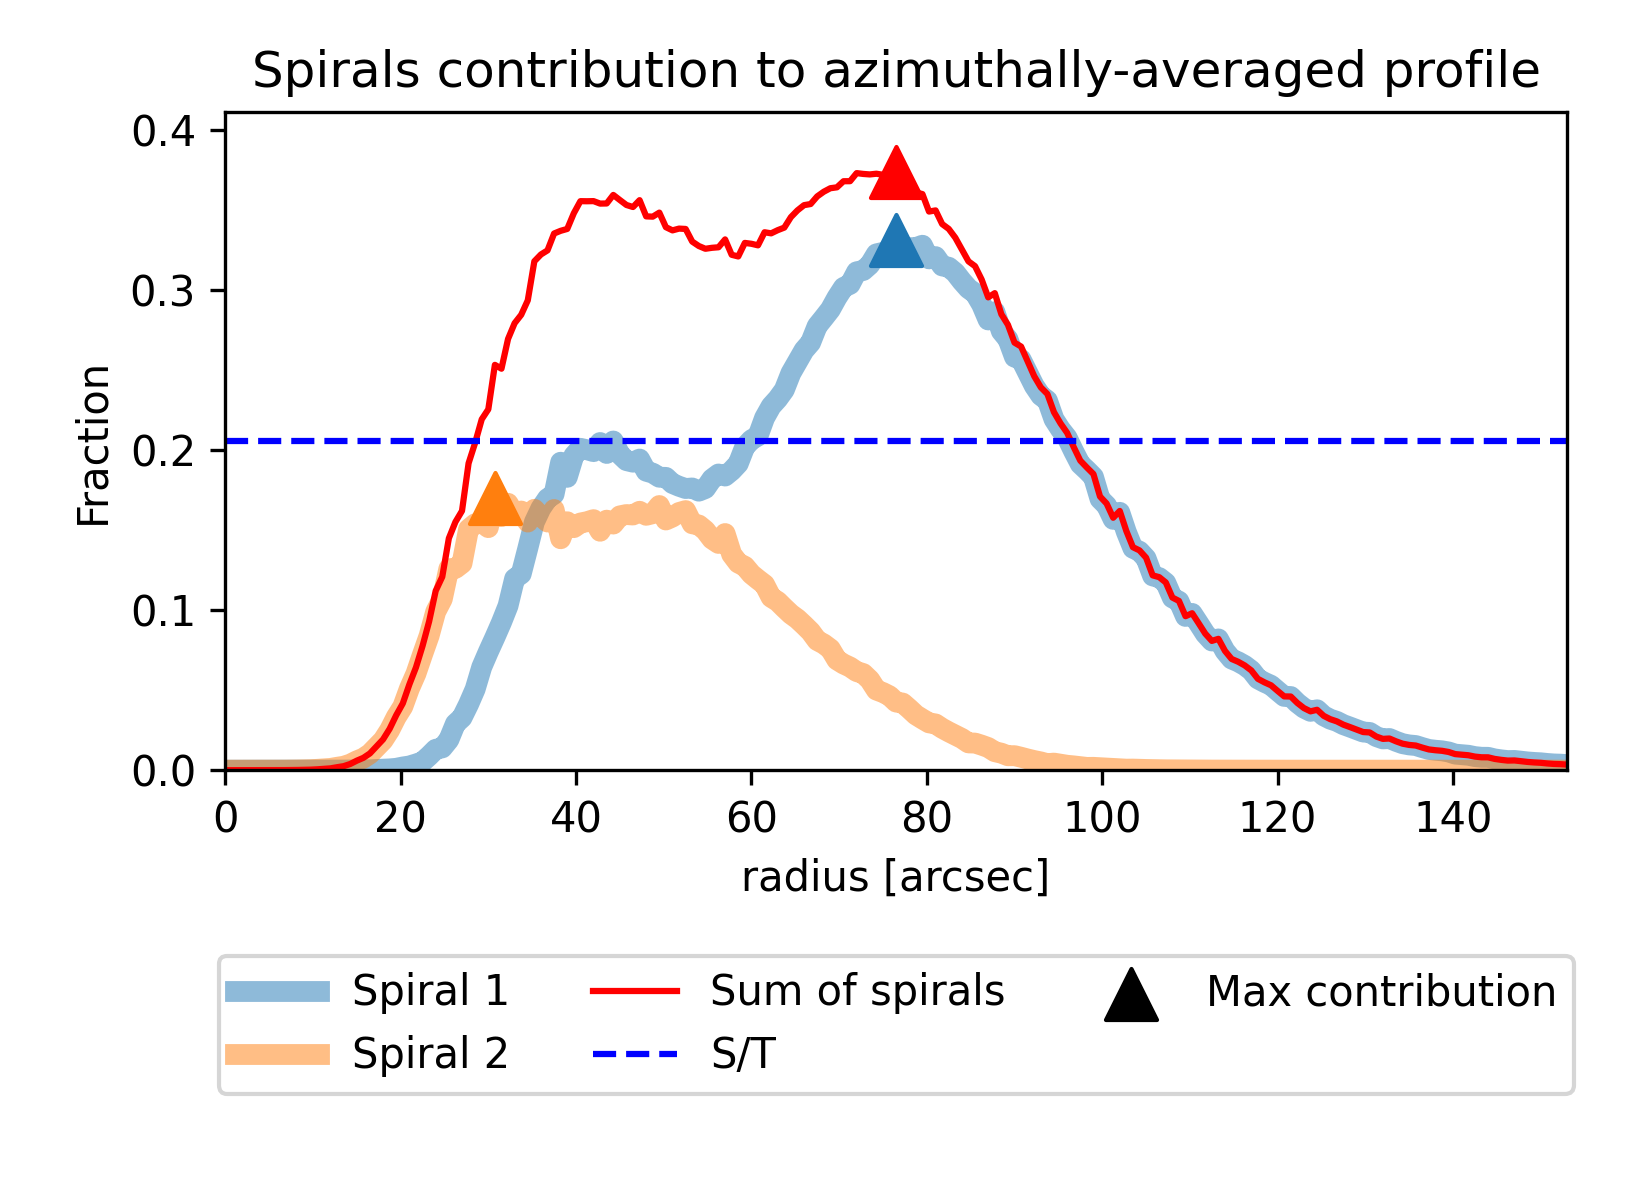 Spirals contribution to azimuthally-averaged profile
0.4
0.3
0.2
0.1
0.0
Fraction
0 20 40 60 80 100 120 140
radius [arcsec]
Spiral 1 Sum of spirals Max contribution
Spiral 2 S/T